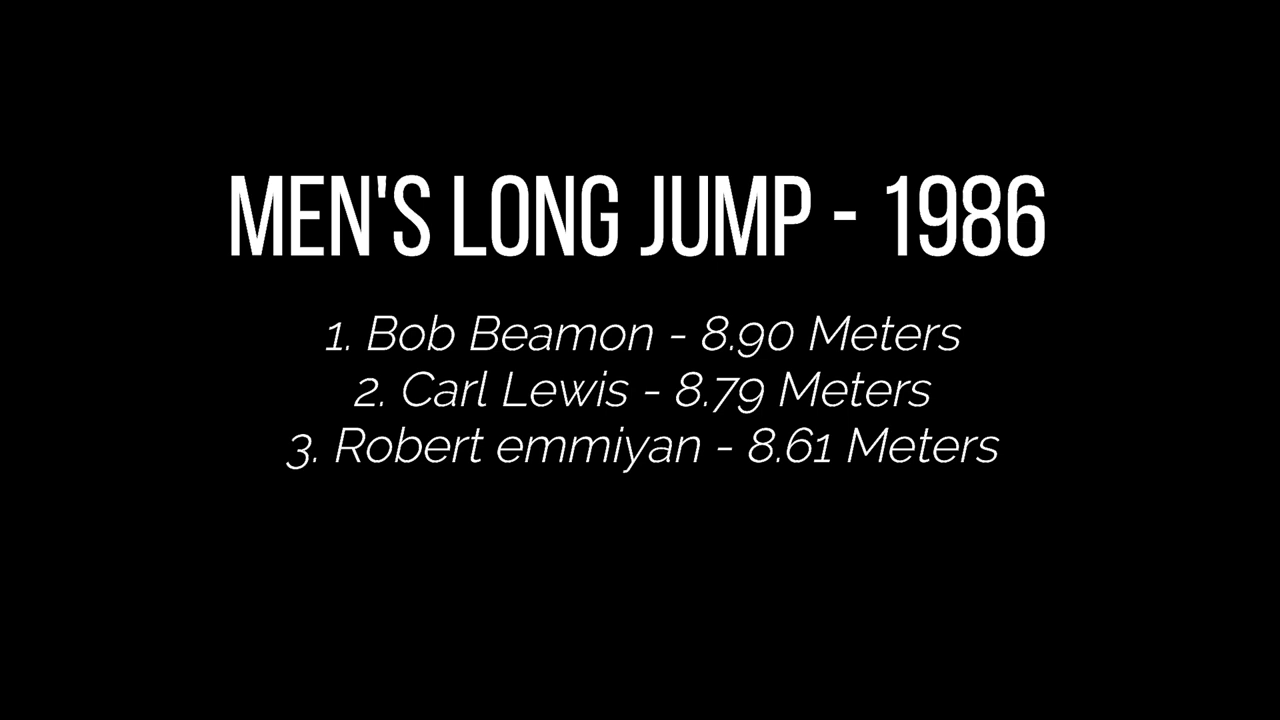 MEN'S LONG JUMP - 1986
1. Bob Beamon - 8.90 Meters
2. Carl Lewis - 8.79 Meters
3. Robert emmiyan - 8.61 Meters